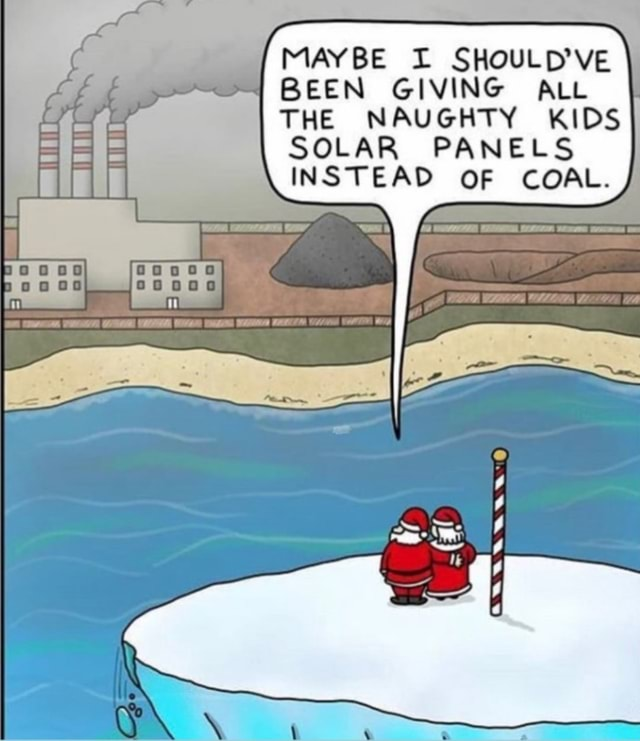 MAYBE I SHOULD'VE
BEEN GIVING ALL
THE NAUGHTY KIDS
SOLAR PANELS
INSTEAD OF COAL.